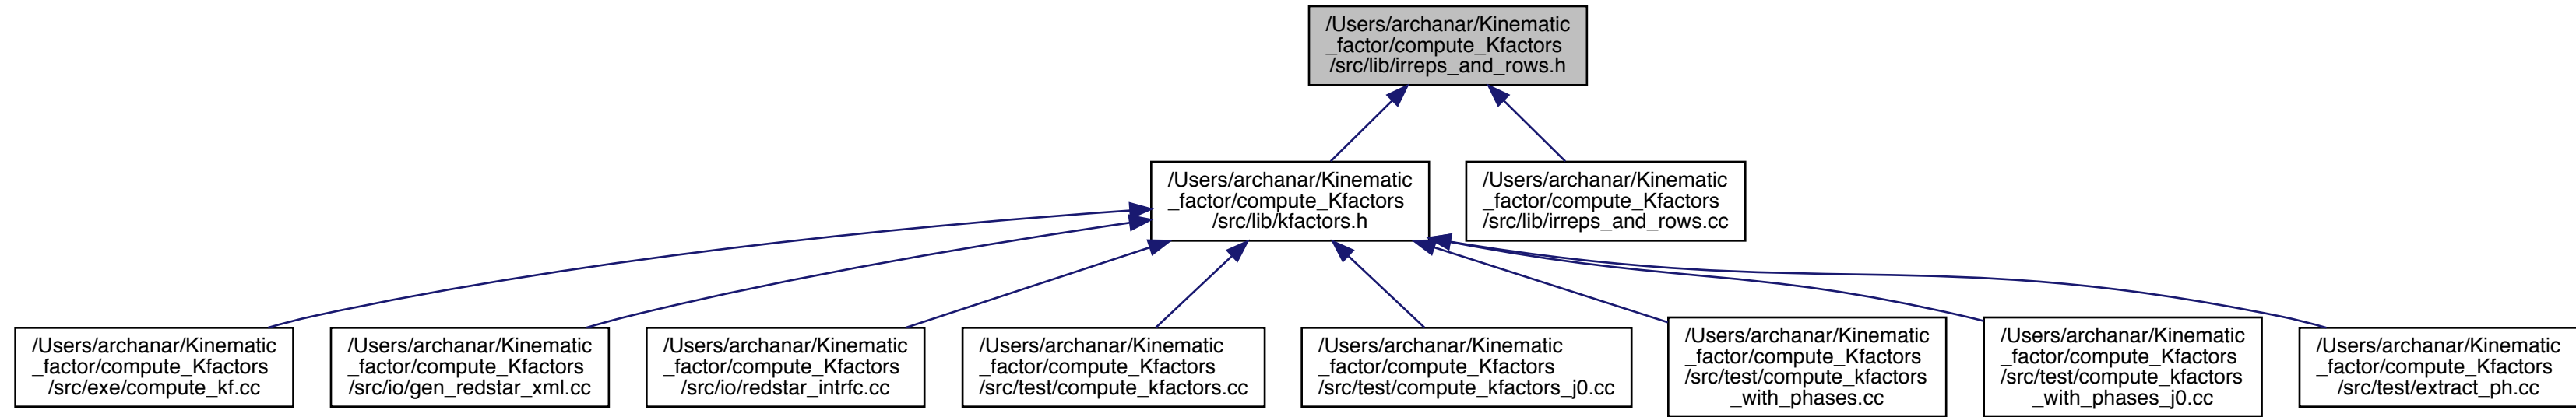 /Users/archanar/Kinematic
_factor/compute_Kfactors
/src/lib/irreps_and_rows.h
/Users/archanar/Kinematic
_factor/compute_Kfactors
/src/lib/kfactors.h
/Users/archanar/Kinematic
_factor/compute_Kfactors
/src/lib/irreps_and_rows.cc
/Users/archanar/Kinematic
_factor/compute_Kfactors
/src/exe/compute_kf.cc
/Users/archanar/Kinematic
_factor/compute_Kfactors
/src/io/gen_redstar_xml.cc
/Users/archanar/Kinematic
_factor/compute_Kfactors
/src/io/redstar_intrfc.cc
/Users/archanar/Kinematic
_factor/compute_Kfactors
/src/test/compute_kfactors.cc
/Users/archanar/Kinematic
_factor/compute_Kfactors
/src/test/compute_kfactors_j0.cc
/Users/archanar/Kinematic
_factor/compute_Kfactors
/src/test/compute_kfactors
_with_phases.cc
/Users/archanar/Kinematic
_factor/compute_Kfactors
/src/test/compute_kfactors
_with_phases_j0.cc
/Users/archanar/Kinematic
_factor/compute_Kfactors
/src/test/extract_ph.cc